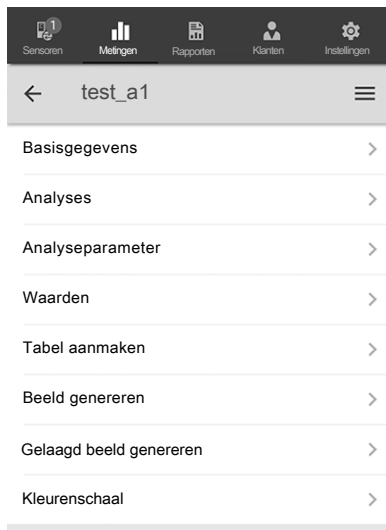 1
Sensoren Metingen Rapporten Klanten Instellingen
test_a1
Basisgegevens
Analyses
Analyseparameter
Waarden
Tabel aanmaken
Beeld genereren
Gelaagd beeld genereren
Kleurenschaal